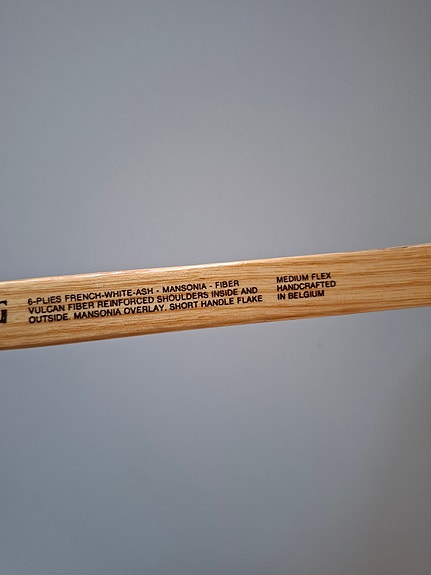 6-PLIES FRENCH-WHITE-ASH - MANSONIA - FIBER
VULCAN FIBER REINFORCED SHOULDERS INSIDE AND
OUTSIDE. MANSONIA OVERLAY. SHORT HANDLE FLAKE
MEDIUM FLEX
HANDCRAFTED
IN BELGIUM